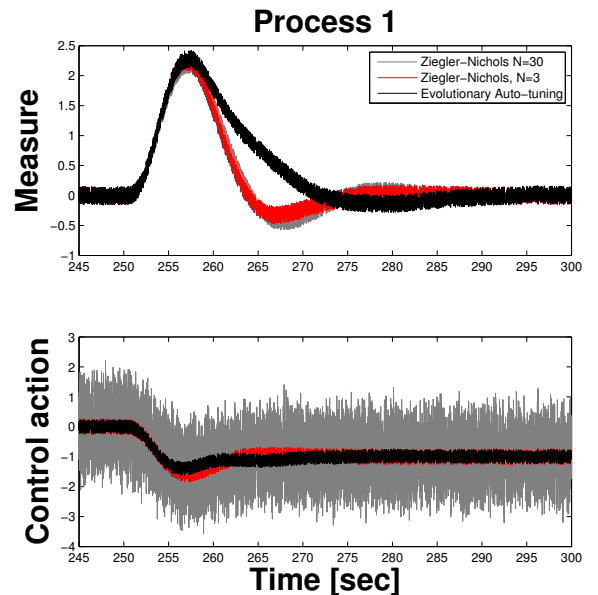 Process 1
Measure
2.5
2
1.5
1
0.5
0
−0.5
−1
245 250 255 260 265 270 275 280 285 290 295 300
Ziegler−Nichols N=30
Ziegler−Nichols, N=3
Evolutionary Auto−tuning
Control action
3
2
1
0
−1
−2
−3
−4
245 250 255 260 265 270 275 280 285 290 295 300
Time [sec]